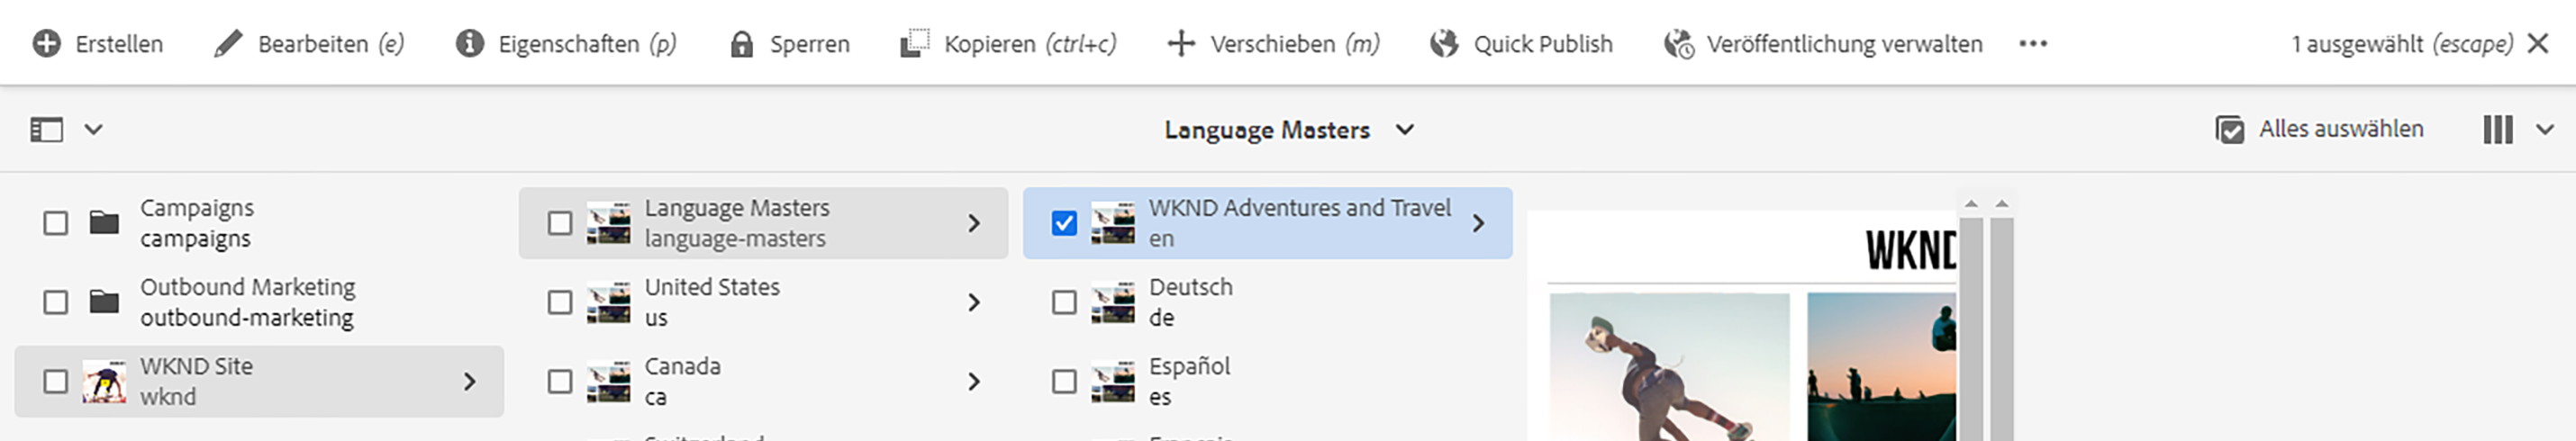 Erstellen Bearbeiten (e) Eigenschaften (p) Sperren Kopieren (ctrl+c) Verschieben (m) Quick Publish Veröffentlichung verwalten 1 ausgewählt (escape)
Language Masters Alles auswählen
Campaigns
campaigns
Outbound Marketing
outbound-marketing
WKND Site
wknd
Language Masters
language-masters
United States
us
Canada
ca
WKND Adventures and Travel
en
Deutsch
de
Español
es
WKND